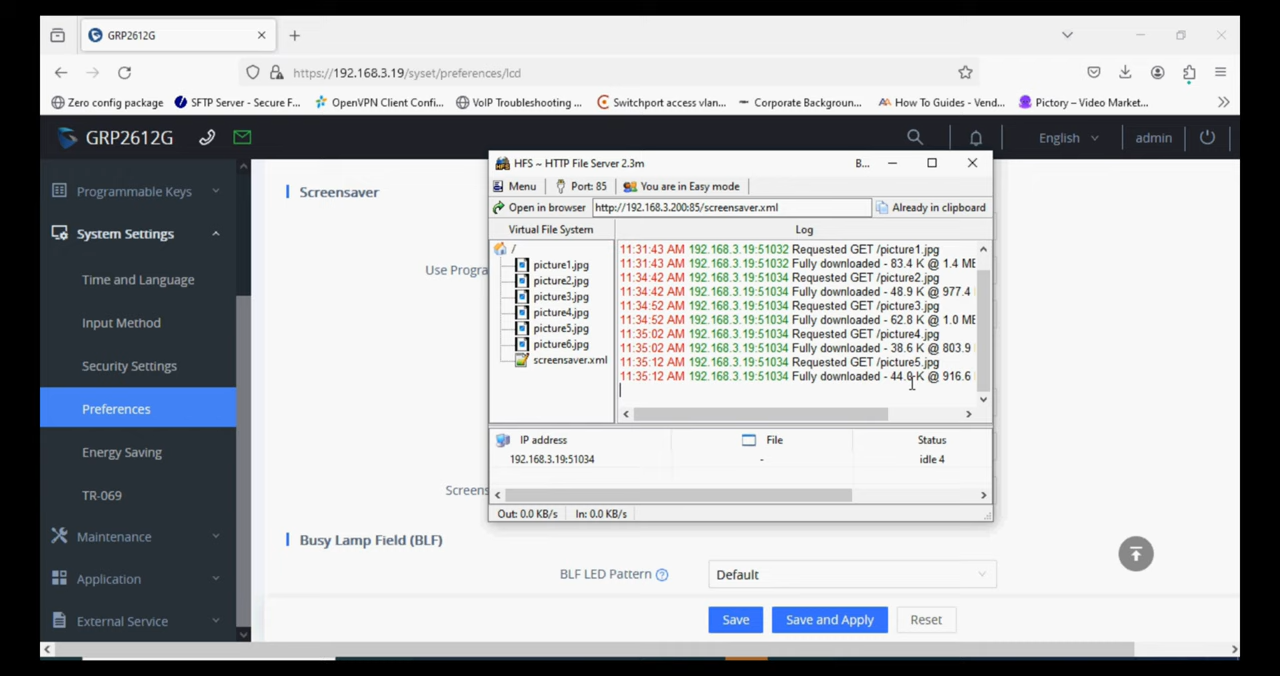 GRP2612G
https://192.168.3.19/syset/preferences/lcd
Zero config package
SFTP Server - Secure F...
OpenVPN Client Confi...
VoIP Troubleshooting ...
Switchport access vlan...
Corporate Backgroun...
How To Guides - Vend...
Pictory – Video Market...
GRP2612G
English
admin
Programmable Keys
System Settings
Time and Language
Input Method
Security Settings
Preferences
Energy Saving
TR-069
Maintenance
Application
External Service
Screensaver
Use Progra
Screens
HFS ~ HTTP File Server 2.3m
B...
Menu
Port: 85
You are in Easy mode
Open in browser
http://192.168.3.200:85/screensaver.xml
Already in clipboard
Virtual File System
Log
/
picture1.jpg
picture2.jpg
picture3.jpg
picture4.jpg
picture5.jpg
picture6.jpg
screensaver.xml
11:31:43 AM 192.168.3.19:51032 Requested GET /picture1.jpg
11:31:43 AM 192.168.3.19:51032 Fully downloaded - 83.4 K @ 1.4 ME
11:34:42 AM 192.168.3.19:51034 Requested GET /picture2.jpg
11:34:42 AM 192.168.3.19:51034 Fully downloaded - 48.9 K @ 977.4
11:34:52 AM 192.168.3.19:51034 Requested GET /picture3.jpg
11:34:52 AM 192.168.3.19:51034 Fully downloaded - 62.8 K @ 1.0 ME
11:35:02 AM 192.168.3.19:51034 Requested GET /picture4.jpg
11:35:02 AM 192.168.3.19:51034 Fully downloaded - 38.6 K @ 803.9
11:35:12 AM 192.168.3.19:51034 Requested GET /picture5.jpg
11:35:12 AM 192.168.3.19:51034 Fully downloaded - K @ 916.6
IP address
File
Status
192.168.3.19:51034
-
idle 4
Out: 0.0 KB/s
In: 0.0 KB/s
Busy Lamp Field (BLF)
BLF LED Pattern
Default
Save
Save and Apply
Reset